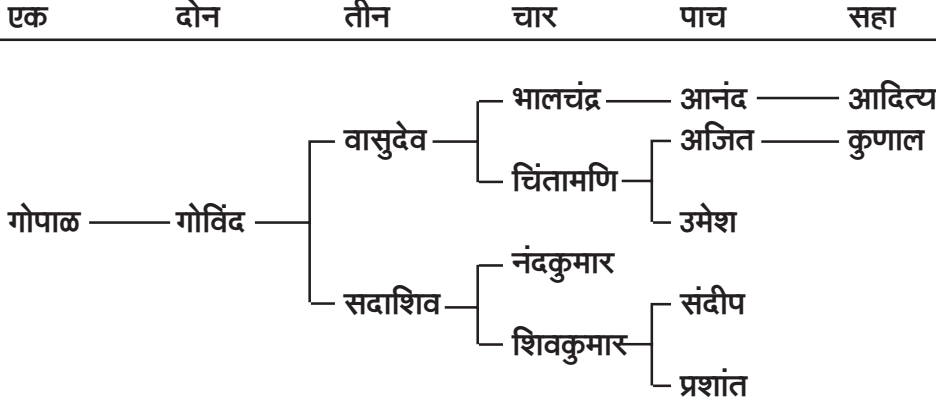 एक दोन तीन चार पाच सहा
भालचंद्र आनंद आदित्य
वासुदेव अजित कुणाल
चिंतामणि
गोपाळ गोविंद उमेश
नंदकुमार
सदाशिव संदीप
शिवकुमार
प्रशांत